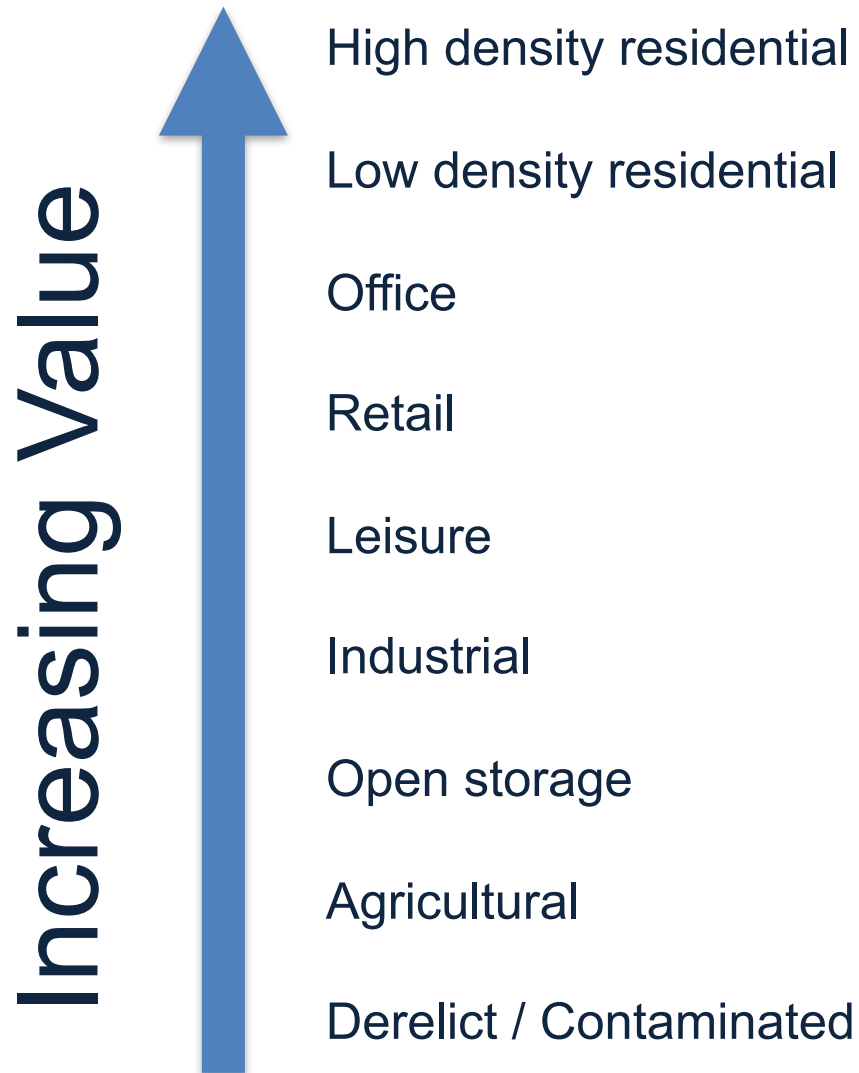 Increasing Value
High density residential
Low density residential
Office
Retail
Leisure
Industrial
Open storage
Agricultural
Derelict / Contaminated